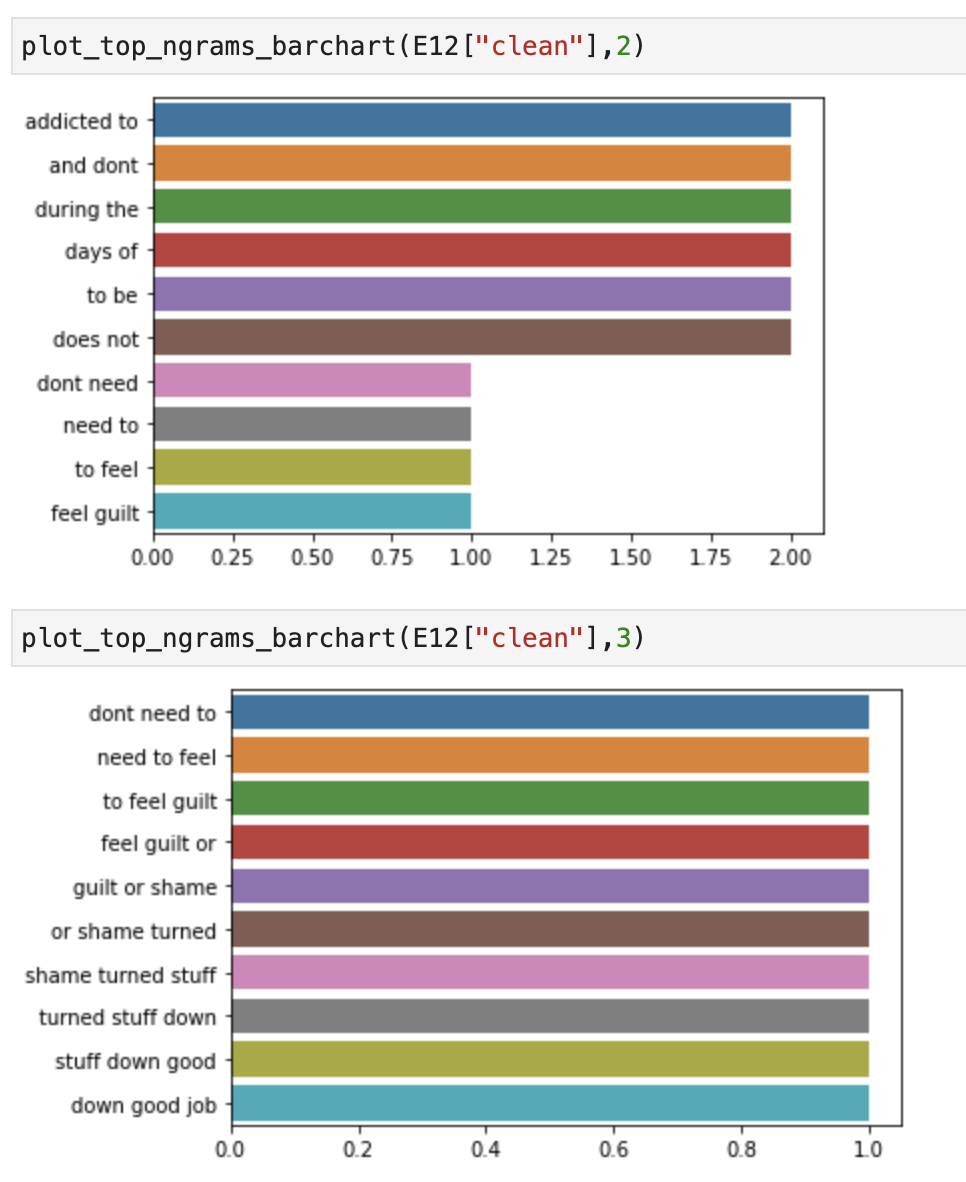 plot_top_ngrams_barchart(E12["clean"],2)
addicted to
and dont
during the
days of
to be
does not
dont need
need to
to feel
feel guilt
0.00 0.25 0.50 0.75 1.00 1.25 1.50 1.75 2.00
plot_top_ngrams_barchart(E12["clean"],3)
dont need to
need to feel
to feel guilt
feel guilt or
guilt or shame
or shame turned
shame turned stuff
turned stuff down
stuff down good
down good job
0.0 0.2 0.4 0.6 0.8 1.0